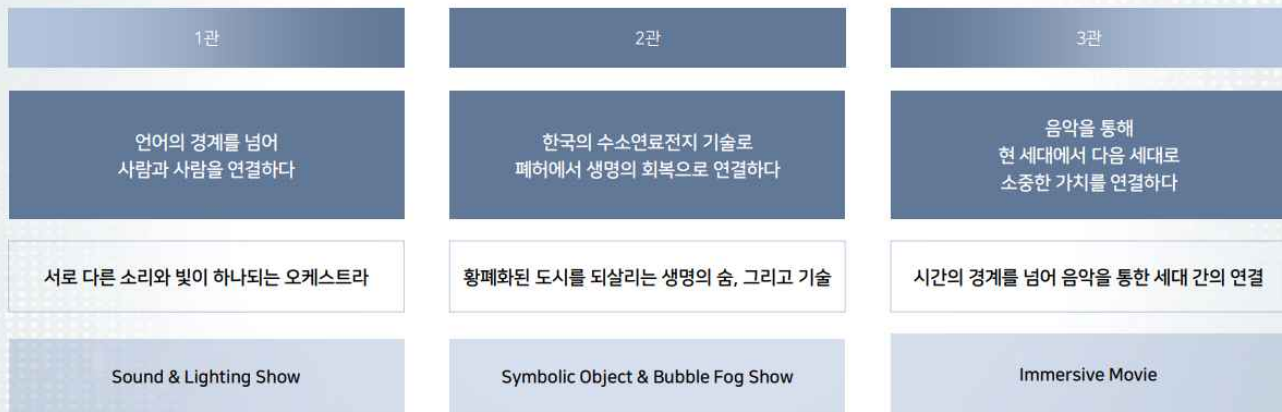 1관
언어의 경계를 넘어
사람과 사람을 연결하다
서로 다른 소리와 빛이 하나되는 오케스트라
Sound & Lighting Show
2관
한국의 수소연료전지 기술로
폐허에서 생명의 회복으로 연결하다
황폐화된 도시를 되살리는 생명의 숨, 그리고 기술
Symbolic Object & Bubble Fog Show
3관
음악을 통해
현 세대에서 다음 세대로
소중한 가치를 연결하다
시간의 경계를 넘어 음악을 통한 세대 간의 연결
Immersive Movie